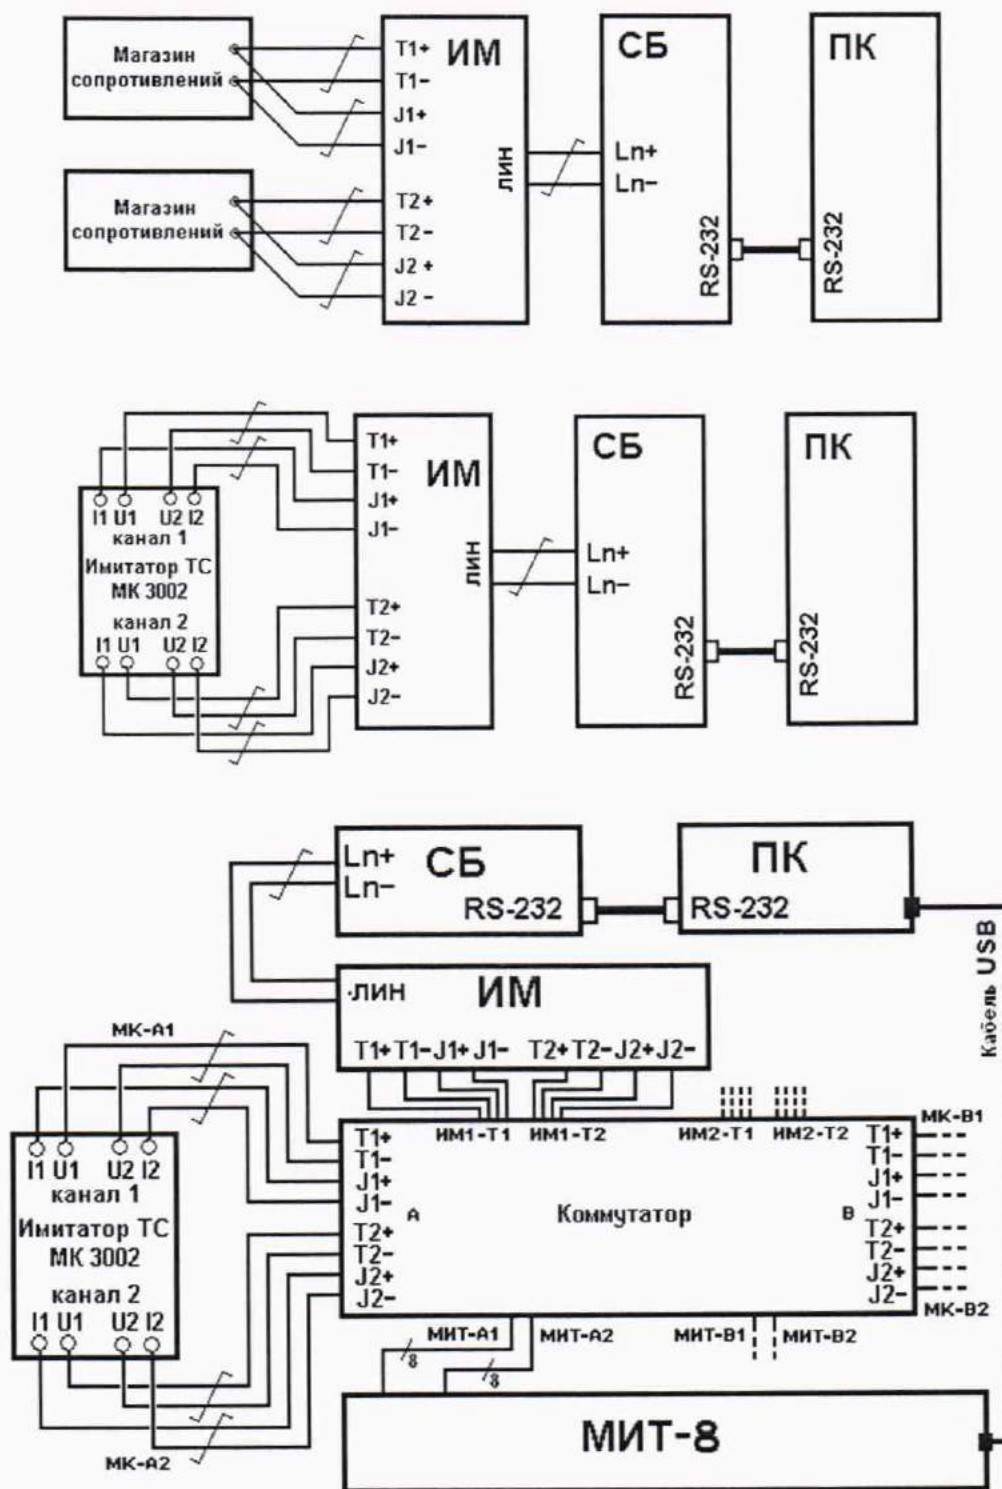 Магазин
сопротивлений
Магазин
сопротивлений
T1+
T1-
J1+
J1-
T2+
T2-
J2+
J2-
ИМ
ЛИН
СБ
Ln+
Ln-
RS-232
ПК
RS-232
I1 U1 U2 I2
канал 1
Имитатор ТС
МК 3002
канал 2
I1 U1 U2 I2
T1+
T1-
J1+
J1-
T2+
T2-
J2+
J2-
ИМ
ЛИН
СБ
Ln+
Ln-
RS-232
ПК
RS-232
Ln+
Ln-
СБ
RS-232
ПК
RS-232
Кабель USB
ЛИН
ИМ
T1+ T1- J1+ J1- T2+ T2- J2+ J2-
МК-А1
I1 U1 U2 I2
канал 1
Имитатор ТС
МК 3002
канал 2
I1 U1 U2 I2
МК-А2
ИМ1-Т1 ИМ1-Т2 ИМ2-Т1 ИМ2-Т2
T1+
T1-
J1+
J1-
T2+
T2-
J2+
J2-
А
Коммутатор
В
МК-В1
T1+
T1-
J1+
J1-
T2+
T2-
J2+
J2-
МК-В2
МИТ-А1 МИТ-А2 МИТ-В1 МИТ-В2
8
8
МИТ-8